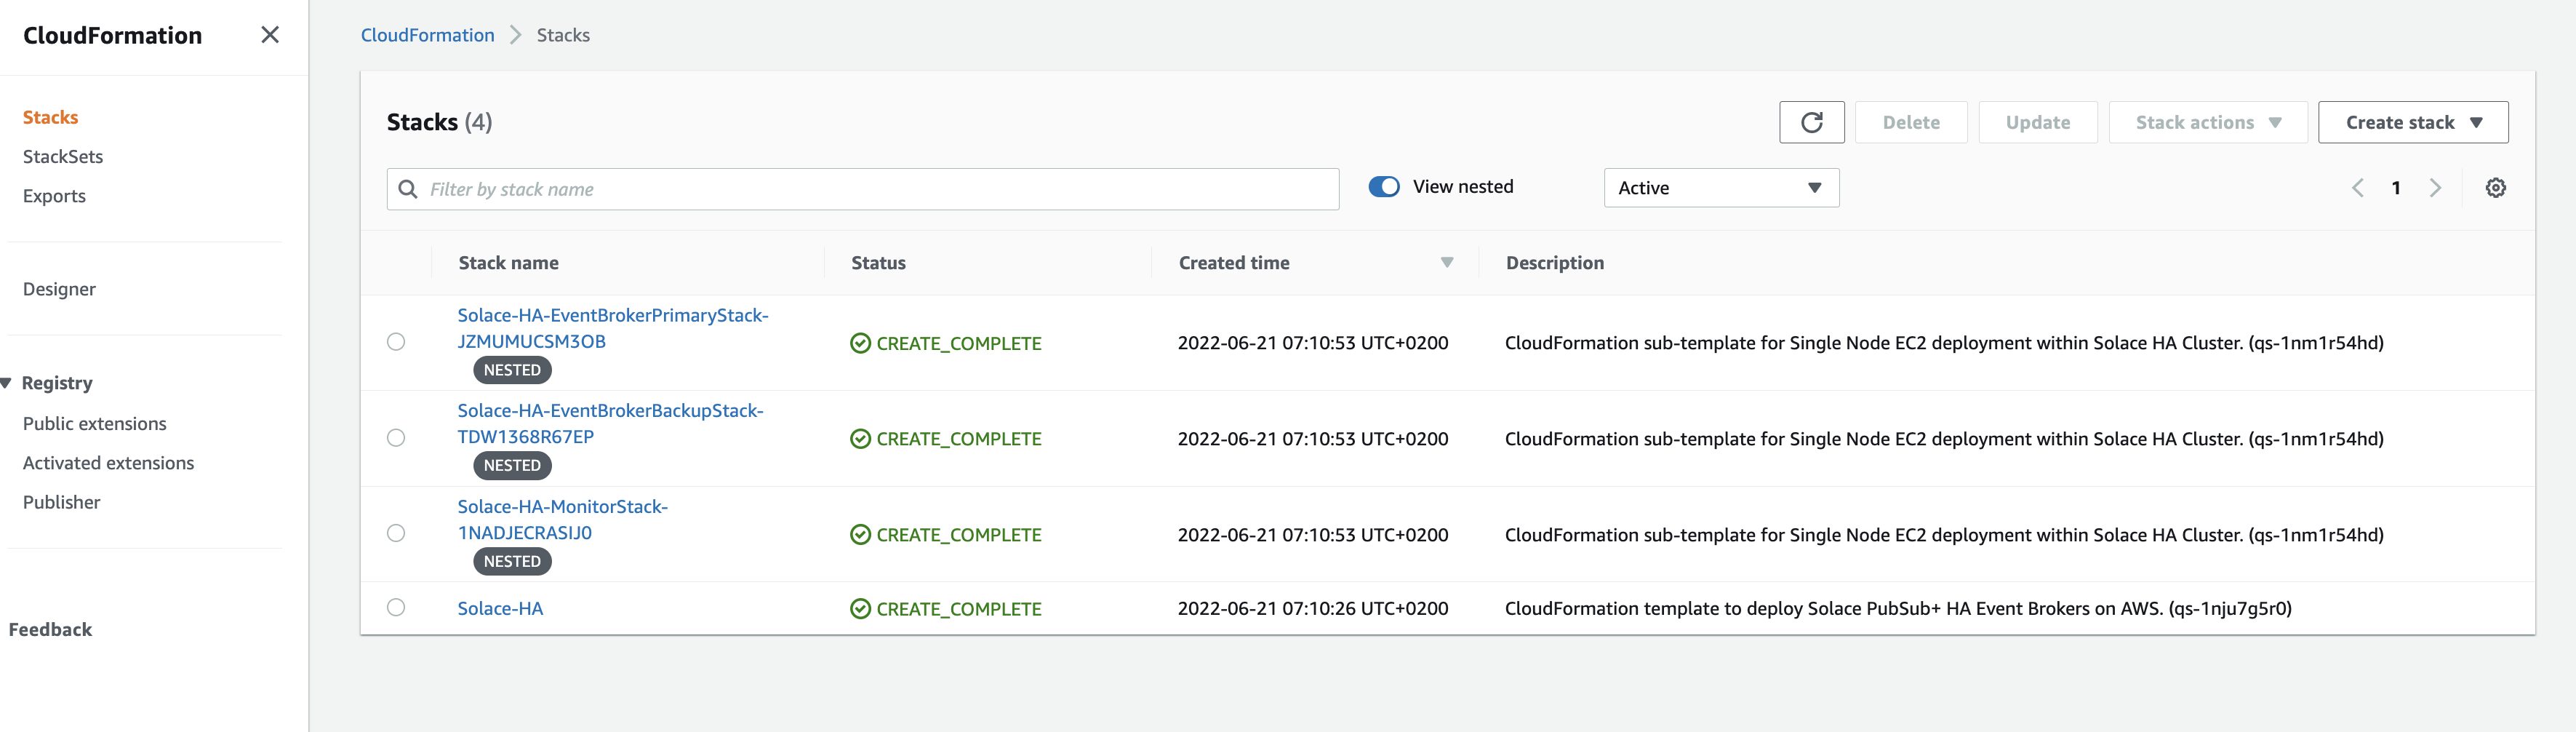 CloudFormation
Stacks
StackSets
Exports
Designer
Registry
Public extensions
Activated extensions
Publisher
Feedback
CloudFormation > Stacks
Stacks (4)
Delete
Update
Stack actions
Create stack
Filter by stack name
View nested
Active
1
Stack name Status Created time Description
Solace-HA-EventBrokerPrimaryStack-
JZMUMUCSM3OB
NESTED
CREATE_COMPLETE
2022-06-21 07:10:53 UTC+0200
CloudFormation sub-template for Single Node EC2 deployment within Solace HA Cluster. (qs-1nm1r54hd)
Solace-HA-EventBrokerBackupStack-
TDW1368R67EP
NESTED
CREATE_COMPLETE
2022-06-21 07:10:53 UTC+0200
CloudFormation sub-template for Single Node EC2 deployment within Solace HA Cluster. (qs-1nm1r54hd)
Solace-HA-MonitorStack-
1NADJECRASIJ0
NESTED
CREATE_COMPLETE
2022-06-21 07:10:53 UTC+0200
CloudFormation sub-template for Single Node EC2 deployment within Solace HA Cluster. (qs-1nm1r54hd)
Solace-HA
CREATE_COMPLETE
2022-06-21 07:10:26 UTC+0200
CloudFormation template to deploy Solace PubSub+ HA Event Brokers on AWS. (qs-1nju7g5r0)